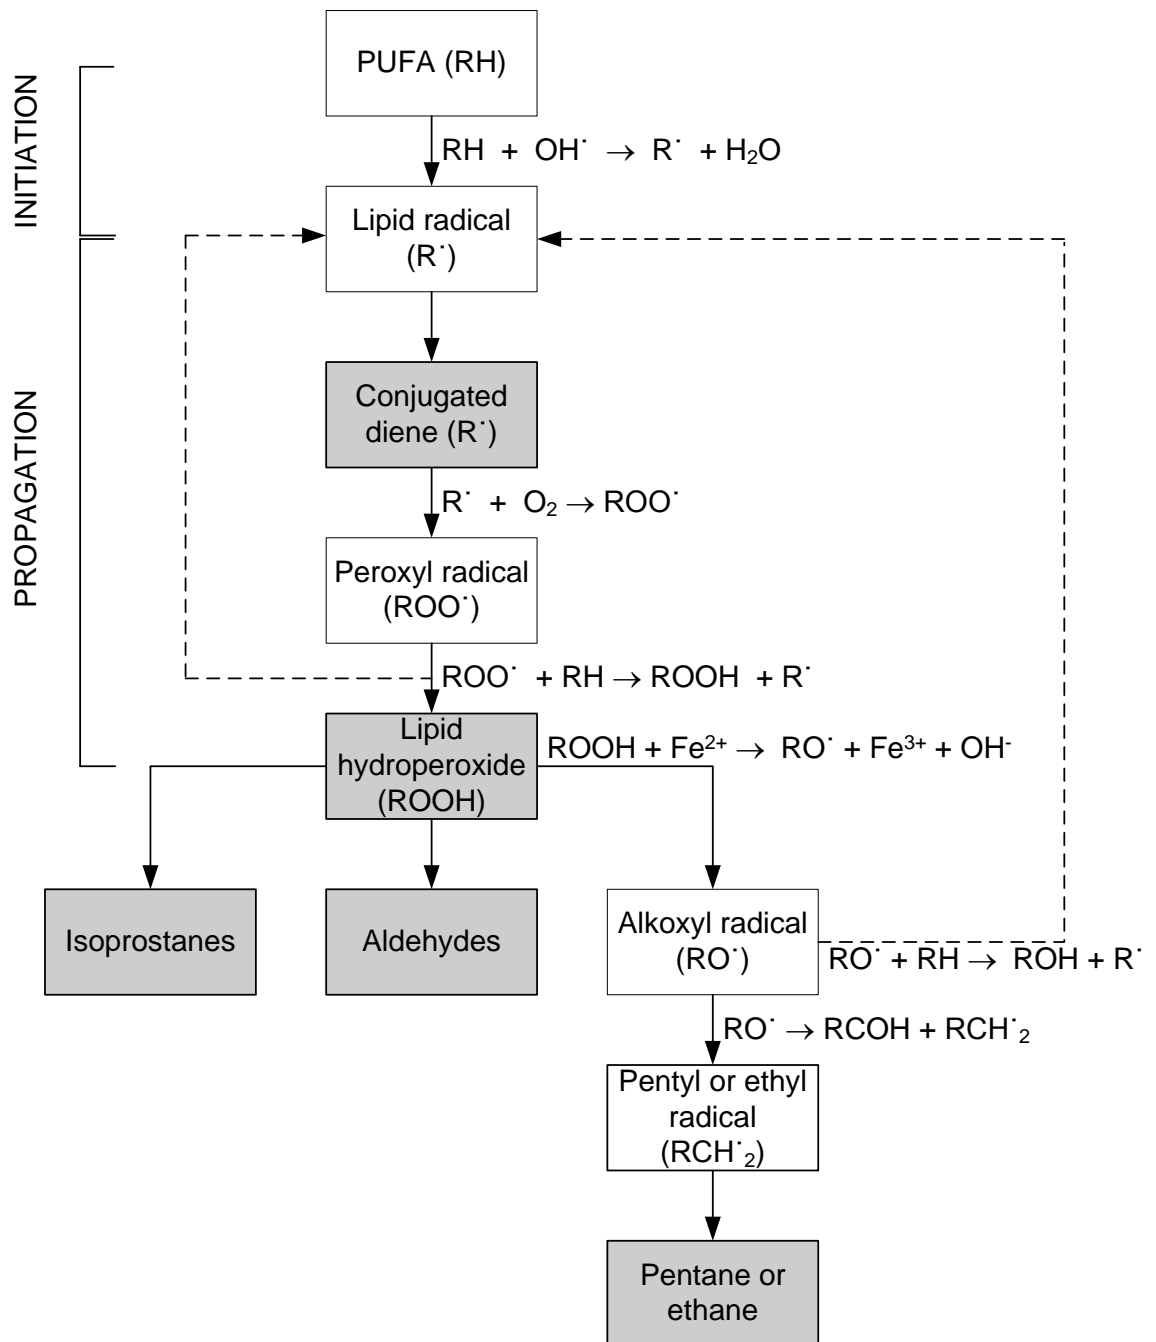 INITIATION
PUFA (RH)
RH + OH˙ → R˙ + H₂O
Lipid radical
(R˙)
PROPAGATION
Conjugated
diene (R˙)
R˙ + O₂ → ROO˙
Peroxyl radical
(ROO˙)
ROO˙ + RH → ROOH + R˙
Lipid
hydroperoxide
(ROOH)
ROOH + Fe²⁺ → RO˙ + Fe³⁺ + OH⁻
Isoprostanes
Aldehydes
Alkoxyl radical
(RO˙)
RO˙ + RH → ROH + R˙
RO˙ → RCOH + RCH˙₂
Pentyl or ethyl
radical
(RCH˙₂)
Pentane or
ethane